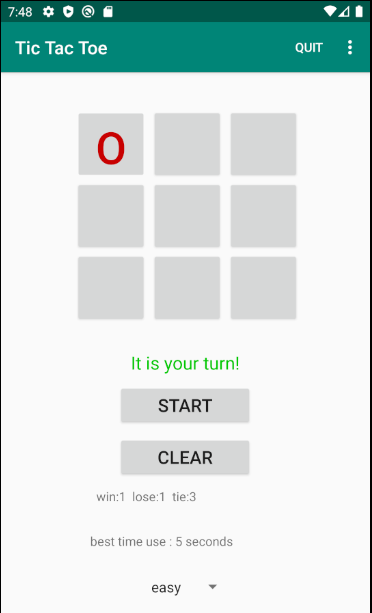 7:48
Tic Tac Toe QUIT
O
It is your turn!
START
CLEAR
win:1 lose:1 tie:3
best time use : 5 seconds
easy